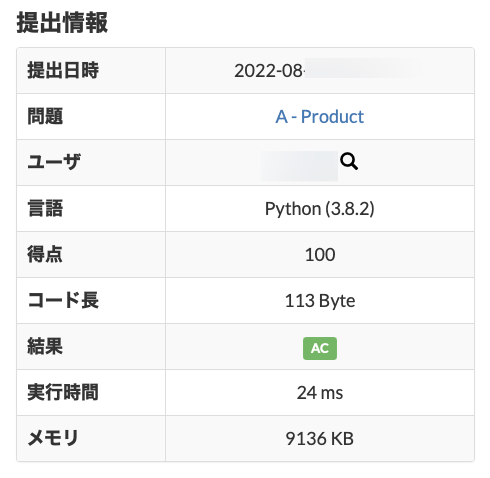 提出情報
提出日時 2022-08-
問題 A - Product
ユーザ
言語 Python (3.8.2)
得点 100
コード長 113 Byte
結果 AC
実行時間 24 ms
メモリ 9136 KB